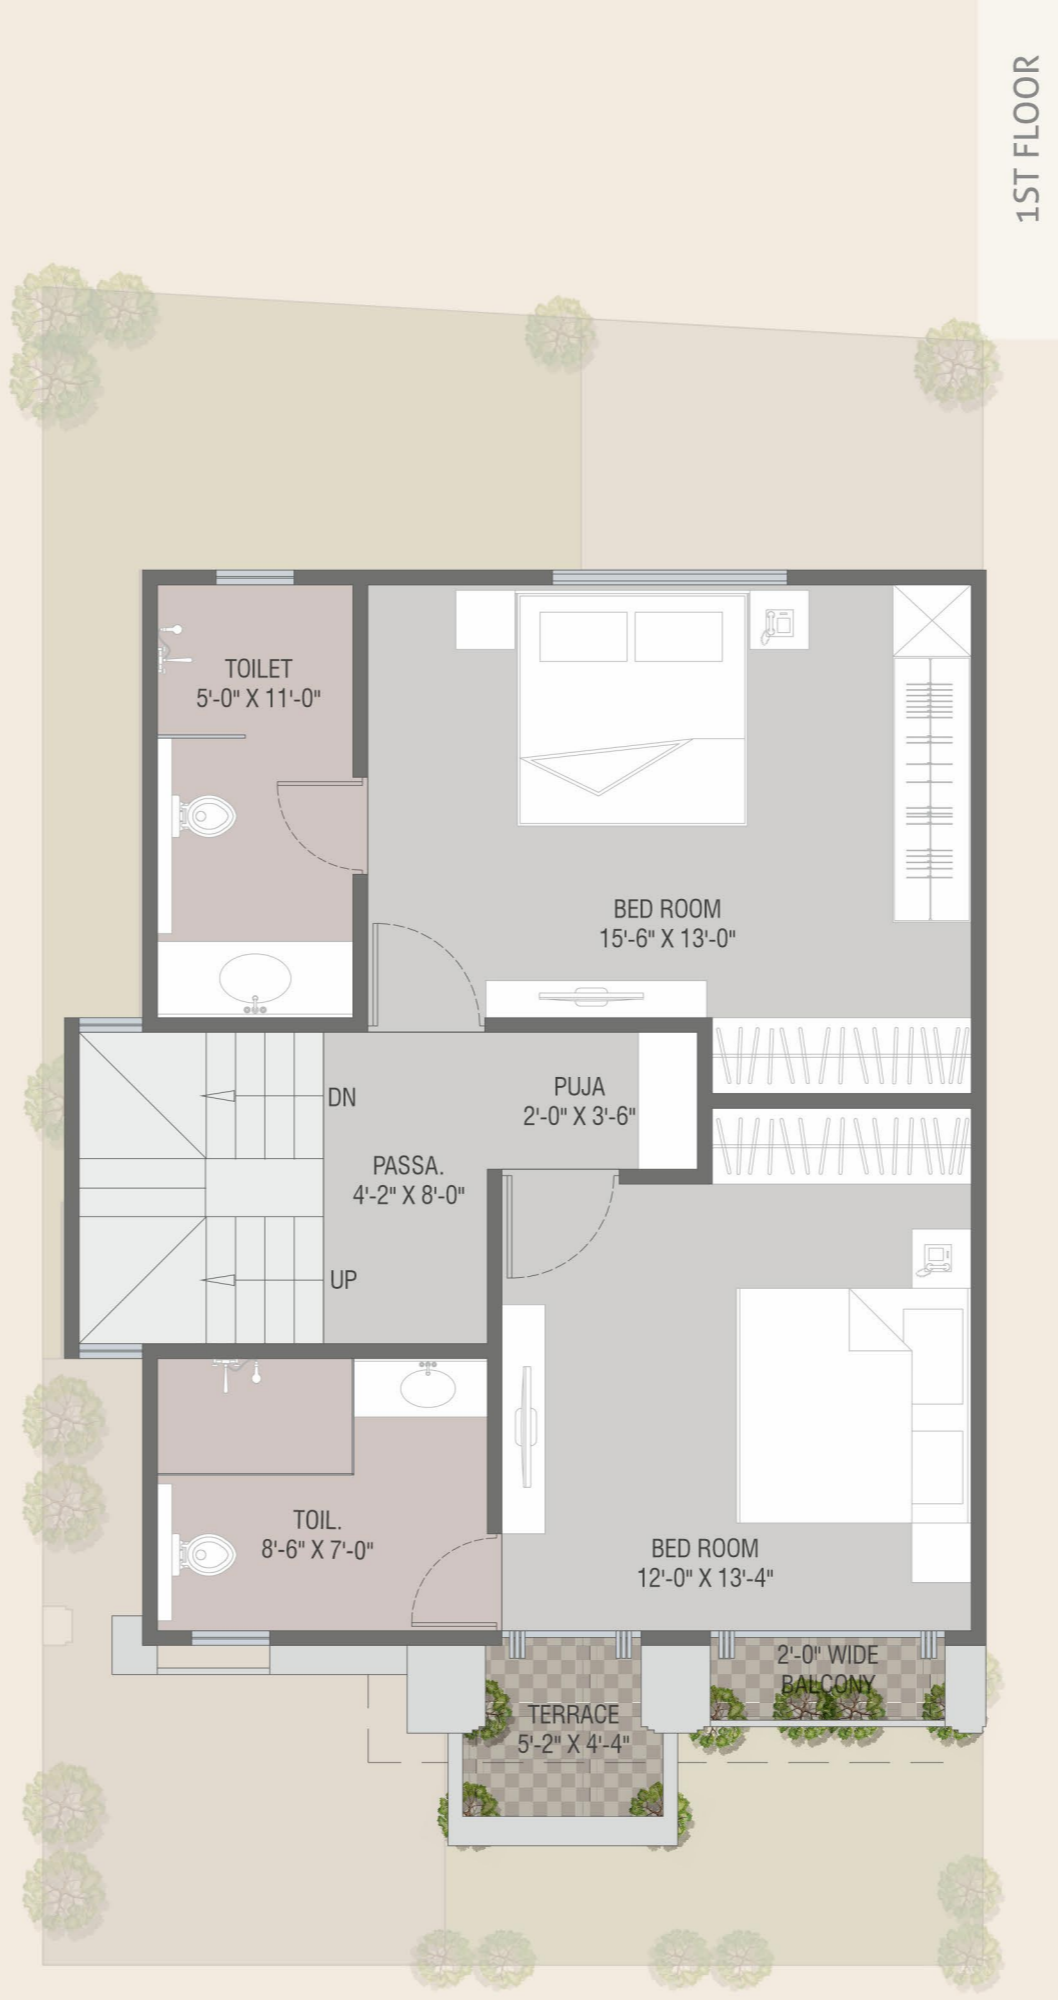 1ST FLOOR
TOILET
5'-0" X 11'-0"
BED ROOM
15'-6" X 13'-0"
DN
PUJA
2'-0" X 3'-6"
PASSA.
4'-2" X 8'-0"
UP
TOIL.
8'-6" X 7'-0"
BED ROOM
12'-0" X 13'-4"
2'-0" WIDE
BALCONY
TERRACE
5'-2" X 4'-4"